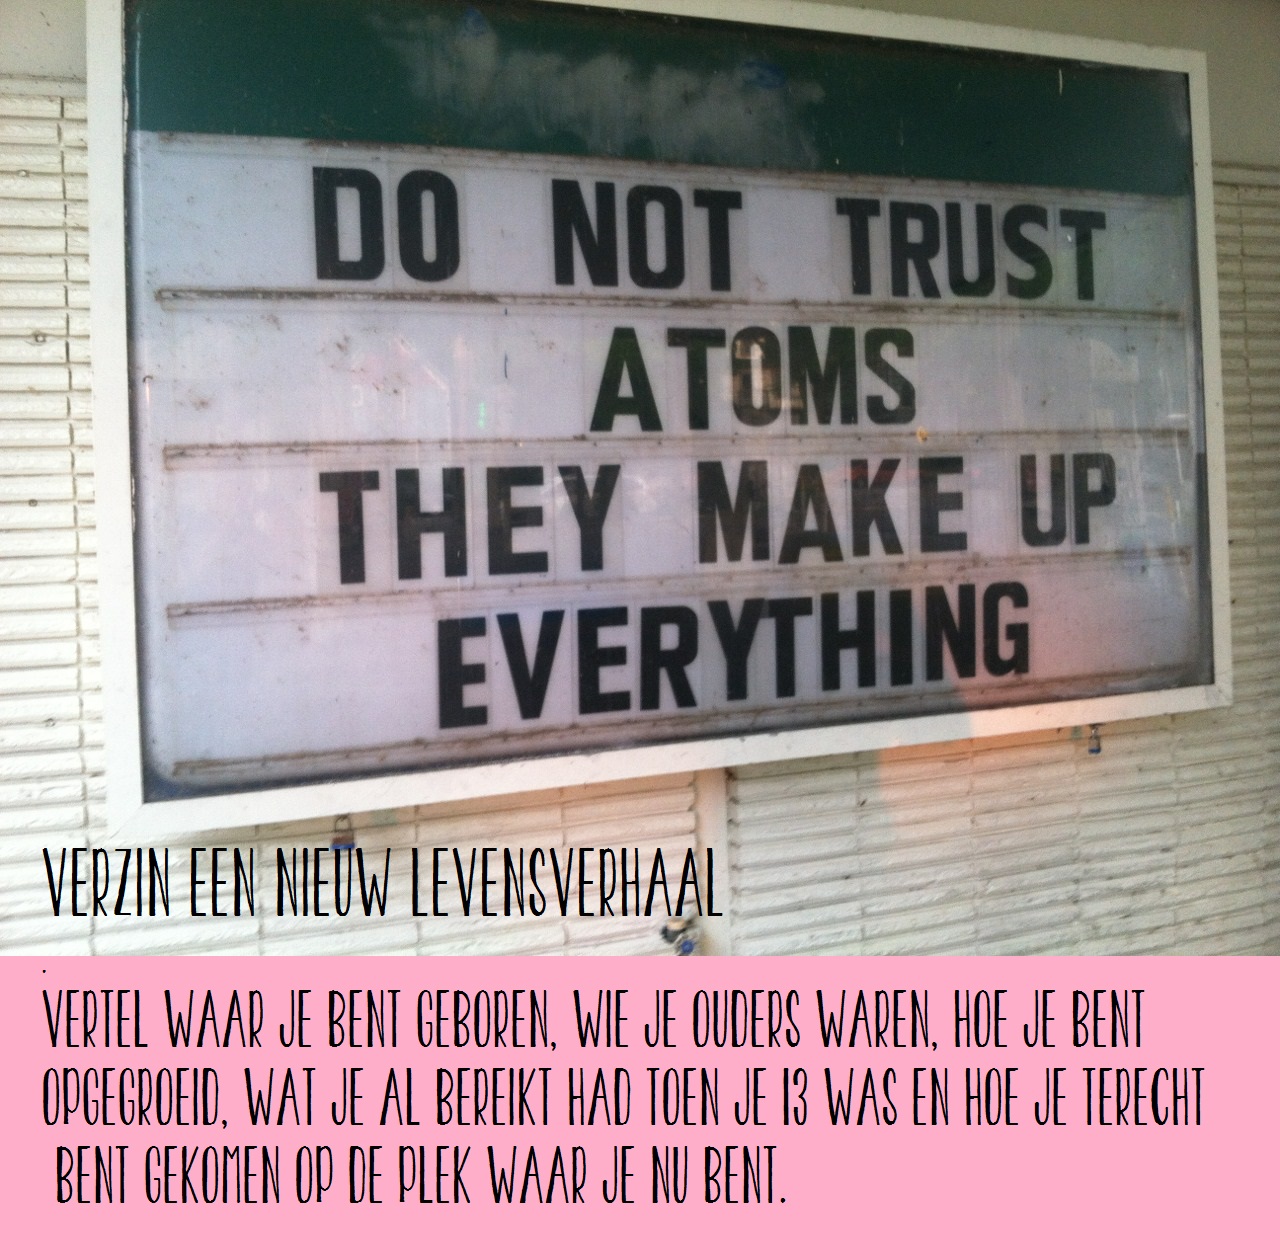 DO NOT TRUST
ATOMS
THEY MAKE UP
EVERYTHING
VERZIN EEN NIEUW LEVENSVERHAAL
.
VERTEL WAAR JE BENT GEBOREN, WIE JE OUDERS WAREN, HOE JE BENT
OPGEGROEID, WAT JE AL BEREIKT HAD TOEN JE 13 WAS EN HOE JE TERECHT
BENT GEKOMEN OP DE PLEK WAAR JE NU BENT.